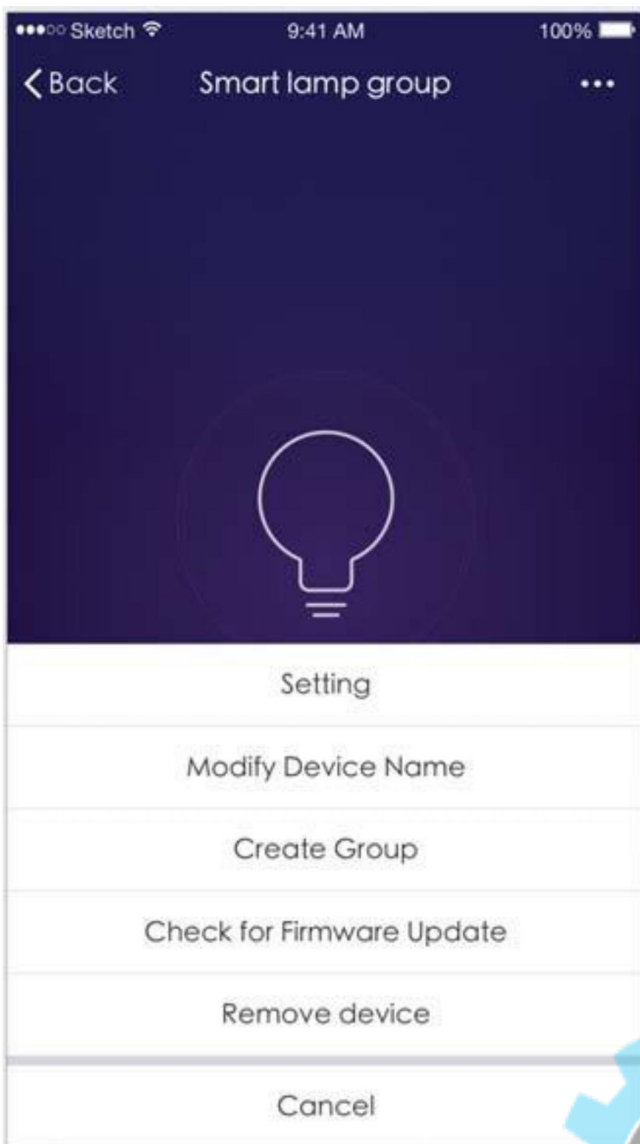 Sketch 9:41 AM 100%
Back Smart lamp group ...
Setting
Modify Device Name
Create Group
Check for Firmware Update
Remove device
Cancel